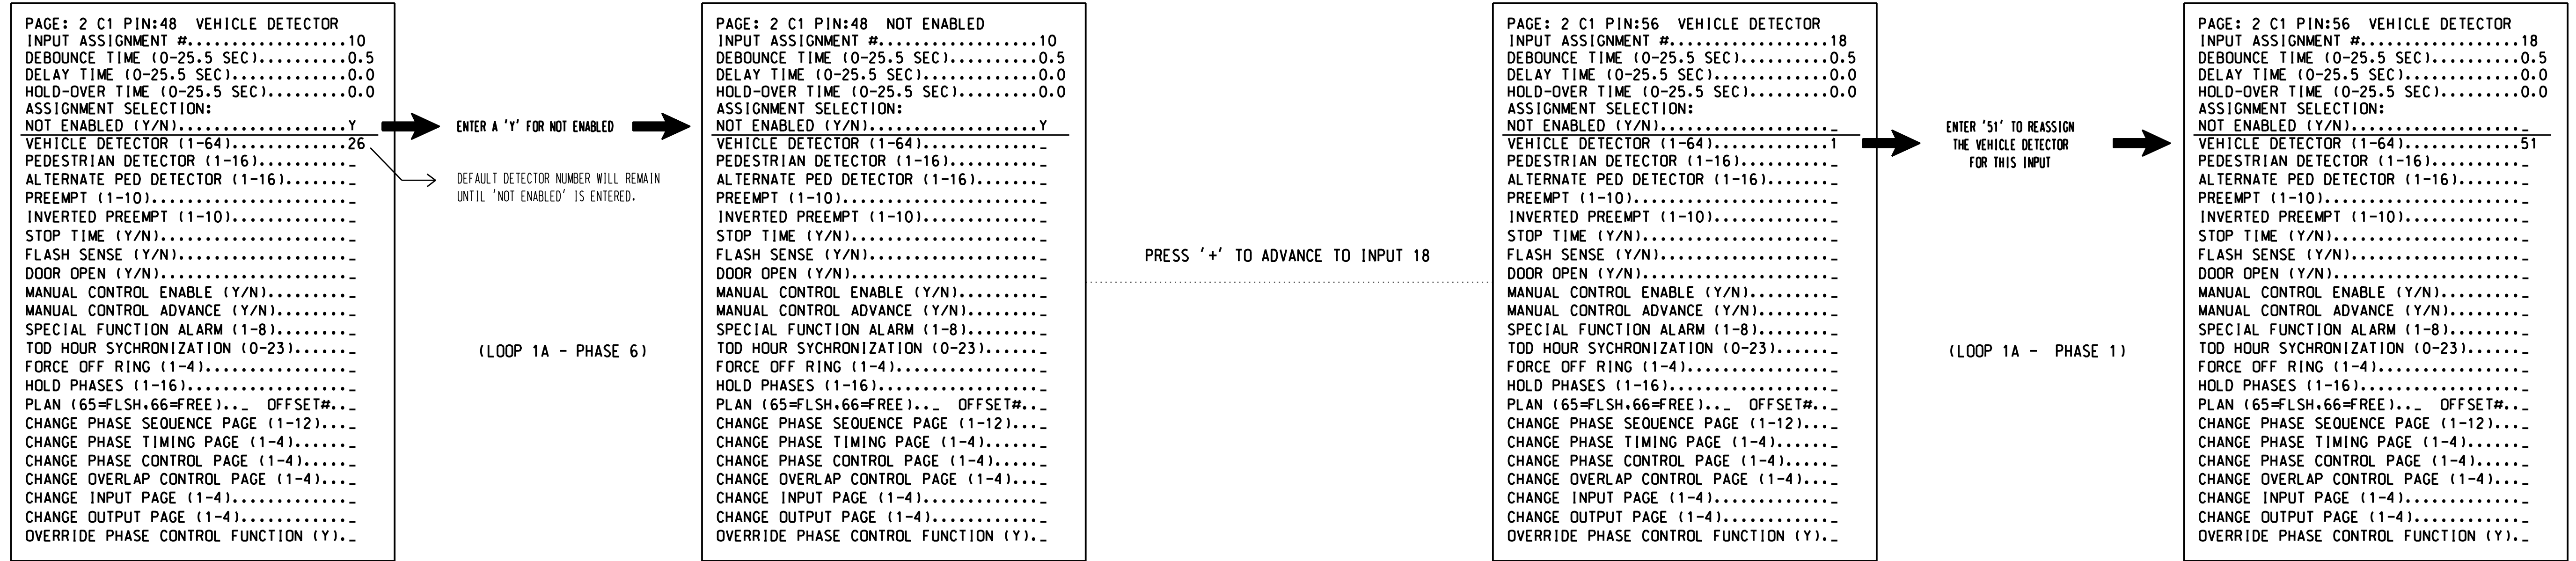 PAGE: 2 C1 PIN:48 VEHICLE DETECTOR
INPUT ASSIGNMENT #..................10
DEBOUNCE TIME (0-25.5 SEC)..........0.5
DELAY TIME (0-25.5 SEC).............0.0
HOLD-OVER TIME (0-25.5 SEC).........0.0
ASSIGNMENT SELECTION:
NOT ENABLED (Y/N)...................Y
VEHICLE DETECTOR (1-64).............26
PEDESTRIAN DETECTOR (1-16).........._
ALTERNATE PED DETECTOR (1-16)......._
PREEMPT (1-10)......................_
INVERTED PREEMPT (1-10)............._
STOP TIME (Y/N)....................._
FLASH SENSE (Y/N)..................._
DOOR OPEN (Y/N)....................._
MANUAL CONTROL ENABLE (Y/N)........._
MANUAL CONTROL ADVANCE (Y/N)........_
SPECIAL FUNCTION ALARM (1-8)........_
TOD HOUR SYCHRONIZATION (0-23)......_
FORCE OFF RING (1-4)................_
HOLD PHASES (1-16).................._
PLAN (65=FLSH,66=FREE).._ OFFSET#.._
CHANGE PHASE SEQUENCE PAGE (1-12)..._
CHANGE PHASE TIMING PAGE (1-4)......_
CHANGE PHASE CONTROL PAGE (1-4)....._
CHANGE OVERLAP CONTROL PAGE (1-4)..._
CHANGE INPUT PAGE (1-4)............._
CHANGE OUTPUT PAGE (1-4)............_
OVERRIDE PHASE CONTROL FUNCTION (Y)._
ENTER A 'Y' FOR NOT ENABLED
DEFAULT DETECTOR NUMBER WILL REMAIN
UNTIL 'NOT ENABLED' IS ENTERED.
(LOOP 1A - PHASE 6)
PAGE: 2 C1 PIN:48 NOT ENABLED
INPUT ASSIGNMENT #..................10
DEBOUNCE TIME (0-25.5 SEC)..........0.5
DELAY TIME (0-25.5 SEC).............0.0
HOLD-OVER TIME (0-25.5 SEC).........0.0
ASSIGNMENT SELECTION:
NOT ENABLED (Y/N)...................Y
VEHICLE DETECTOR (1-64)............._
PEDESTRIAN DETECTOR (1-16).........._
ALTERNATE PED DETECTOR (1-16)......._
PREEMPT (1-10)......................_
INVERTED PREEMPT (1-10)............._
STOP TIME (Y/N)....................._
FLASH SENSE (Y/N)..................._
DOOR OPEN (Y/N)....................._
MANUAL CONTROL ENABLE (Y/N)........._
MANUAL CONTROL ADVANCE (Y/N)........_
SPECIAL FUNCTION ALARM (1-8)........_
TOD HOUR SYCHRONIZATION (0-23)......_
FORCE OFF RING (1-4)................_
HOLD PHASES (1-16).................._
PLAN (65=FLSH,66=FREE).._ OFFSET#.._
CHANGE PHASE SEQUENCE PAGE (1-12)..._
CHANGE PHASE TIMING PAGE (1-4)......_
CHANGE PHASE CONTROL PAGE (1-4)....._
CHANGE OVERLAP CONTROL PAGE (1-4)..._
CHANGE INPUT PAGE (1-4)............._
CHANGE OUTPUT PAGE (1-4)............_
OVERRIDE PHASE CONTROL FUNCTION (Y)._
PRESS '+' TO ADVANCE TO INPUT 18
PAGE: 2 C1 PIN:56 VEHICLE DETECTOR
INPUT ASSIGNMENT #..................18
DEBOUNCE TIME (0-25.5 SEC)..........0.5
DELAY TIME (0-25.5 SEC).............0.0
HOLD-OVER TIME (0-25.5 SEC).........0.0
ASSIGNMENT SELECTION:
NOT ENABLED (Y/N)..................._
VEHICLE DETECTOR (1-64).............1
PEDESTRIAN DETECTOR (1-16).........._
ALTERNATE PED DETECTOR (1-16)......._
PREEMPT (1-10)......................_
INVERTED PREEMPT (1-10)............._
STOP TIME (Y/N)....................._
FLASH SENSE (Y/N)..................._
DOOR OPEN (Y/N)....................._
MANUAL CONTROL ENABLE (Y/N)........._
MANUAL CONTROL ADVANCE (Y/N)........_
SPECIAL FUNCTION ALARM (1-8)........_
TOD HOUR SYCHRONIZATION (0-23)......_
FORCE OFF RING (1-4)................_
HOLD PHASES (1-16).................._
PLAN (65=FLSH,66=FREE).._ OFFSET#.._
CHANGE PHASE SEQUENCE PAGE (1-12)..._
CHANGE PHASE TIMING PAGE (1-4)......_
CHANGE PHASE CONTROL PAGE (1-4)....._
CHANGE OVERLAP CONTROL PAGE (1-4)..._
CHANGE INPUT PAGE (1-4)............._
CHANGE OUTPUT PAGE (1-4)............_
OVERRIDE PHASE CONTROL FUNCTION (Y)._
ENTER '51' TO REASSIGN
THE VEHICLE DETECTOR
FOR THIS INPUT
(LOOP 1A - PHASE 1)
PAGE: 2 C1 PIN:56 VEHICLE DETECTOR
INPUT ASSIGNMENT #..................18
DEBOUNCE TIME (0-25.5 SEC)..........0.5
DELAY TIME (0-25.5 SEC).............0.0
HOLD-OVER TIME (0-25.5 SEC).........0.0
ASSIGNMENT SELECTION:
NOT ENABLED (Y/N)..................._
VEHICLE DETECTOR (1-64).............51
PEDESTRIAN DETECTOR (1-16).........._
ALTERNATE PED DETECTOR (1-16)......._
PREEMPT (1-10)......................_
INVERTED PREEMPT (1-10)............._
STOP TIME (Y/N)....................._
FLASH SENSE (Y/N)..................._
DOOR OPEN (Y/N)....................._
MANUAL CONTROL ENABLE (Y/N)........._
MANUAL CONTROL ADVANCE (Y/N)........_
SPECIAL FUNCTION ALARM (1-8)........_
TOD HOUR SYCHRONIZATION (0-23)......_
FORCE OFF RING (1-4)................_
HOLD PHASES (1-16).................._
PLAN (65=FLSH,66=FREE).._ OFFSET#.._
CHANGE PHASE SEQUENCE PAGE (1-12)..._
CHANGE PHASE TIMING PAGE (1-4)......_
CHANGE PHASE CONTROL PAGE (1-4)....._
CHANGE OVERLAP CONTROL PAGE (1-4)..._
CHANGE INPUT PAGE (1-4)............._
CHANGE OUTPUT PAGE (1-4)............_
OVERRIDE PHASE CONTROL FUNCTION (Y)._